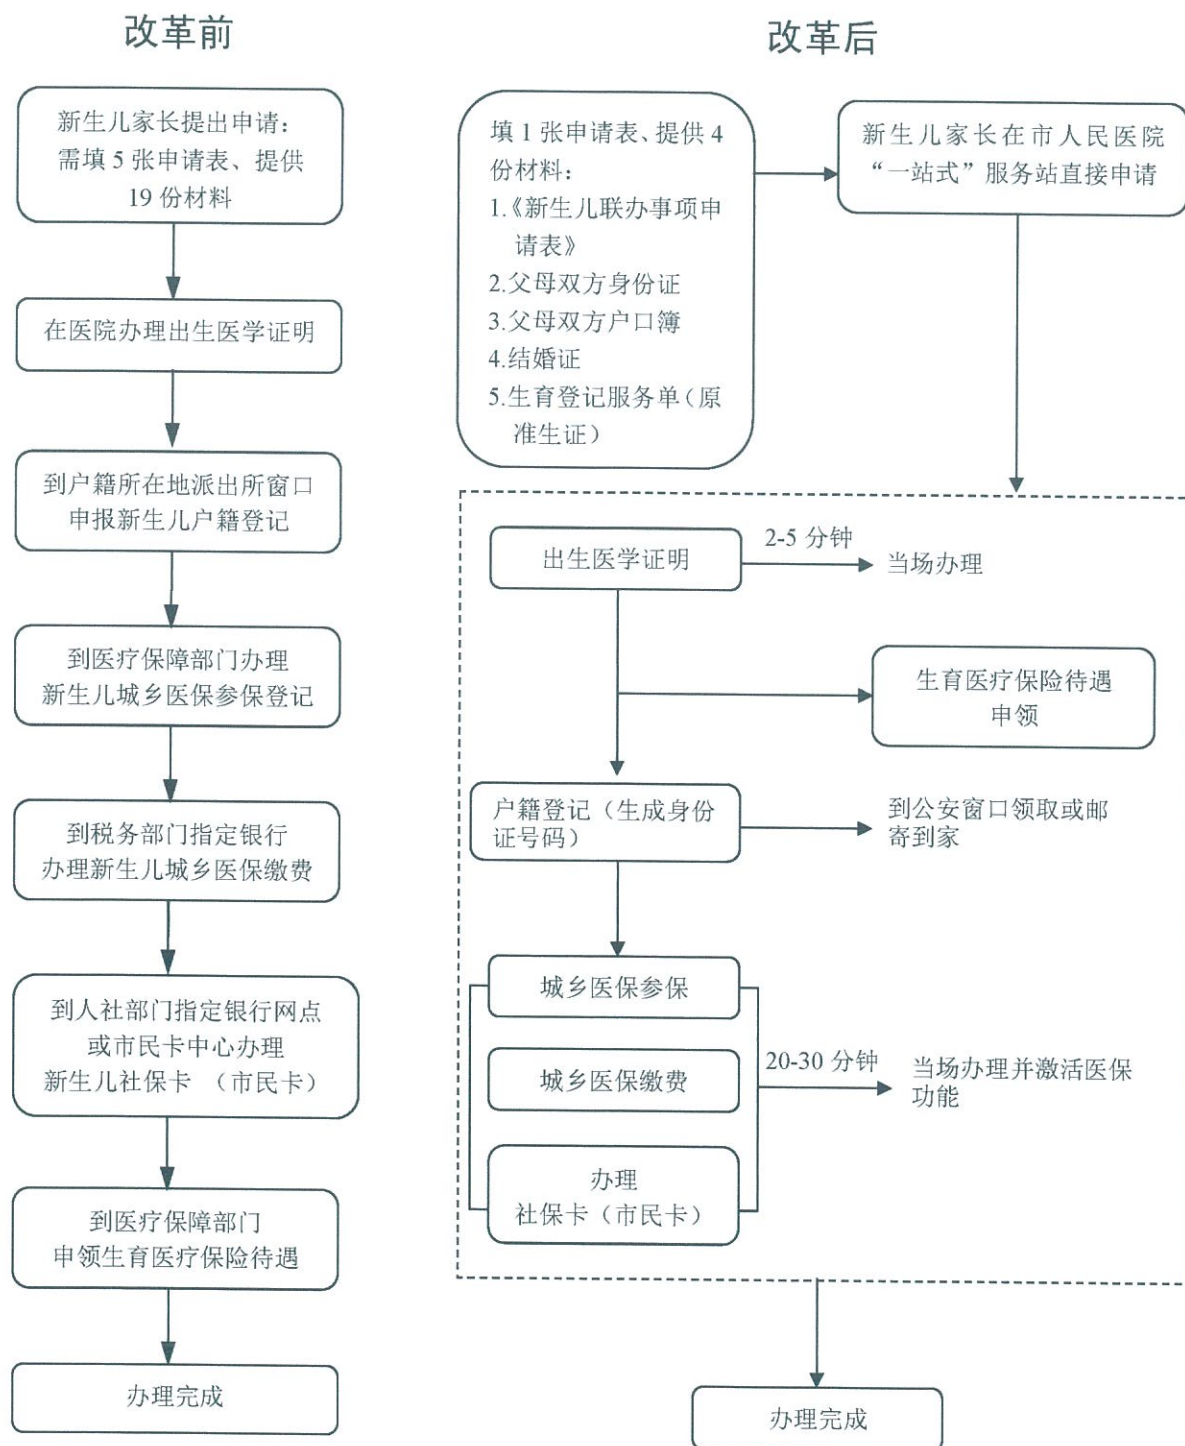 改革前
新生儿家长提出申请：
需填 5 张申请表、提供
19 份材料
在医院办理出生医学证明
到户籍所在地派出所窗口
申报新生儿户籍登记
到医疗保障部门办理
新生儿城乡医保参保登记
到税务部门指定银行
办理新生儿城乡医保缴费
到人社部门指定银行网点
或市民卡中心办理
新生儿社保卡 （市民卡）
到医疗保障部门
申领生育医疗保险待遇
办理完成
改革后
填 1 张申请表、提供 4
份材料：
1.《新生儿联办事项申
请表》
2.父母双方身份证
3.父母双方户口簿
4.结婚证
5.生育登记服务单（原
准生证）
新生儿家长在市人民医院
“一站式”服务站直接申请
出生医学证明
2-5 分钟
当场办理
生育医疗保险待遇
申领
户籍登记（生成身份
证号码）
到公安窗口领取或邮
寄到家
城乡医保参保
城乡医保缴费
办理
社保卡（市民卡）
20-30 分钟
当场办理并激活医保
功能
办理完成